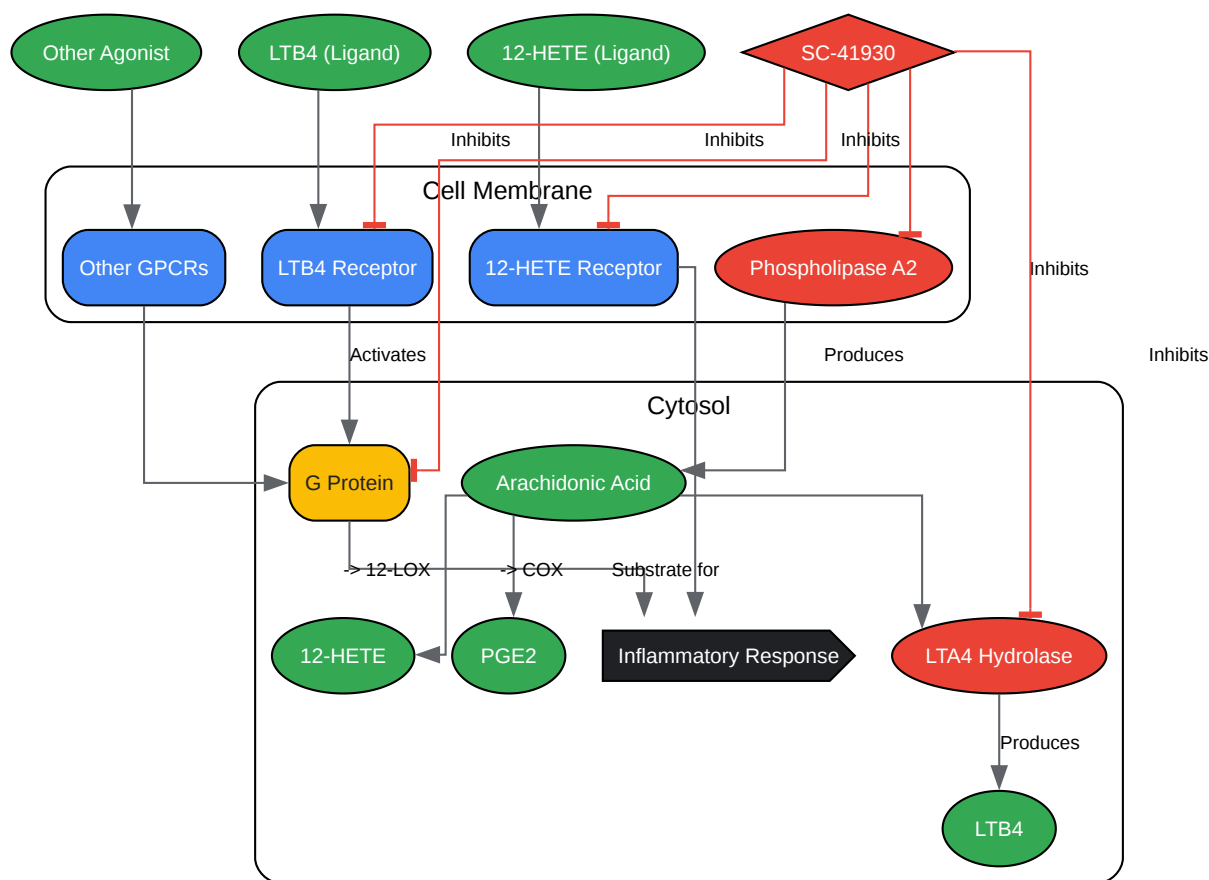 Other Agonist
LTB4 (Ligand)
12-HETE (Ligand)
SC-41930
Inhibits
Inhibits
Inhibits
Cell Membrane
Other GPCRs
LTB4 Receptor
12-HETE Receptor
Phospholipase A2
Inhibits
Activates
Produces
Inhibits
Cytosol
G Protein
Arachidonic Acid
-> 12-LOX
-> COX
Substrate for
12-HETE
PGE2
Inflammatory Response
LTA4 Hydrolase
Produces
LTB4